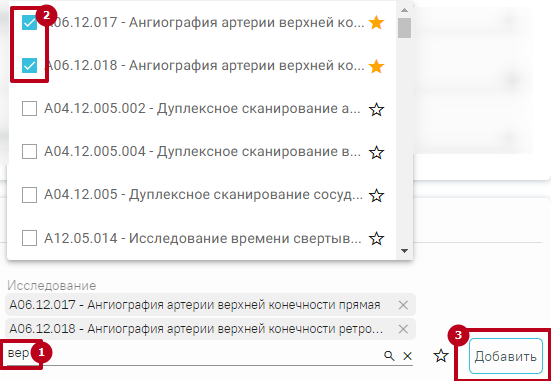 2
A06.12.017 - Ангиография артерии верхней ко...
A06.12.018 - Ангиография артерии верхней ко...
A04.12.005.002 - Дуплексное сканирование а...
A04.12.005.004 - Дуплексное сканирование в...
A04.12.005 - Дуплексное сканирование сосуд...
A12.05.014 - Исследование времени свертыв...
Исследование
A06.12.017 - Ангиография артерии верхней конечности прямая
A06.12.018 - Ангиография артерии верхней конечности ретро...
3
вер 1
Добавить